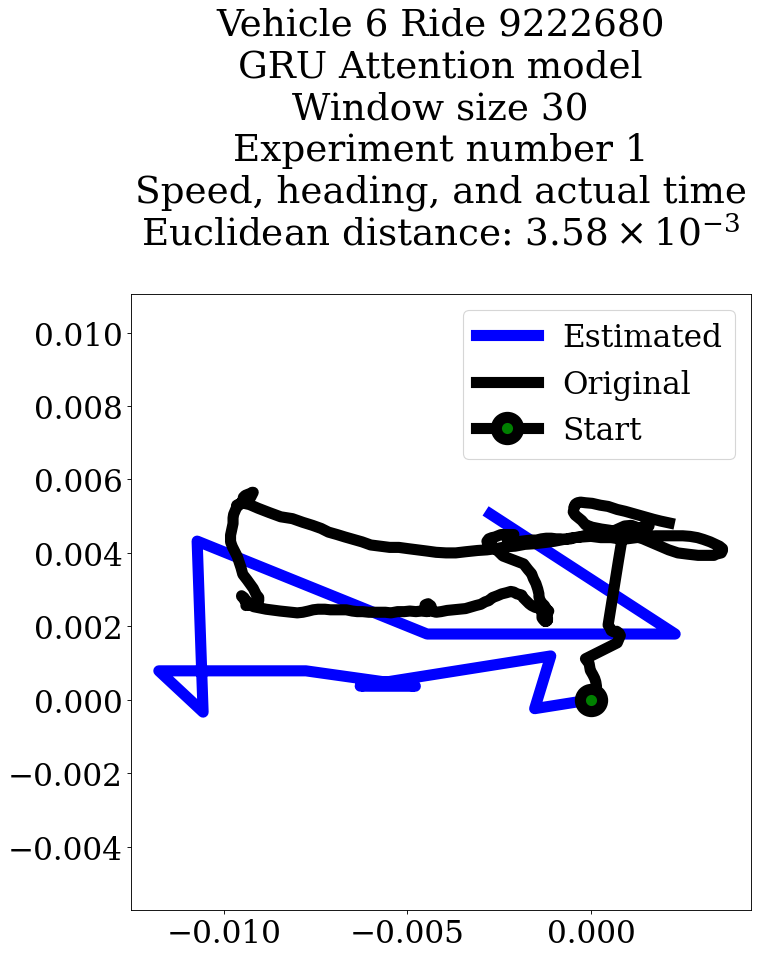 Vehicle 6 Ride 9222680
GRU Attention model
Window size 30
Experiment number 1
Speed, heading, and actual time
Euclidean distance: 3.58 × 10⁻³
Estimated
Original
Start
0.010
0.008
0.006
0.004
0.002
0.000
−0.002
−0.004
−0.010 −0.005 0.000